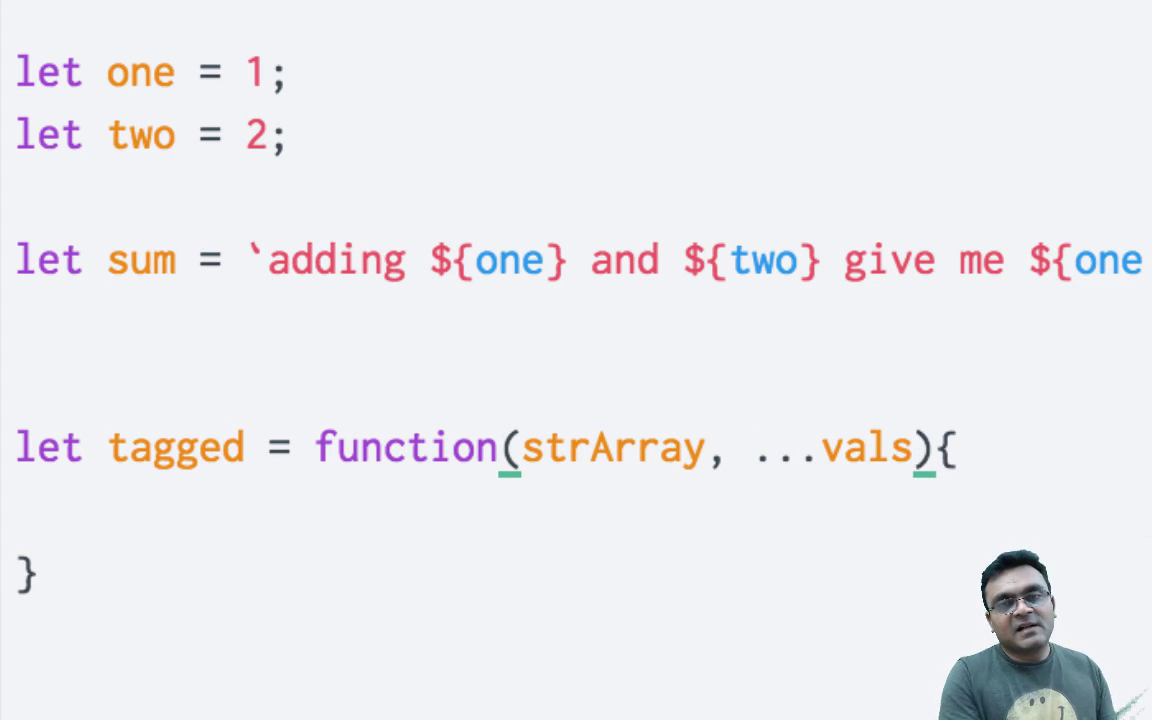 let one = 1;
let two = 2;
let sum = `adding ${one} and ${two} give me ${one
let tagged = function(strArray, ...vals){
}